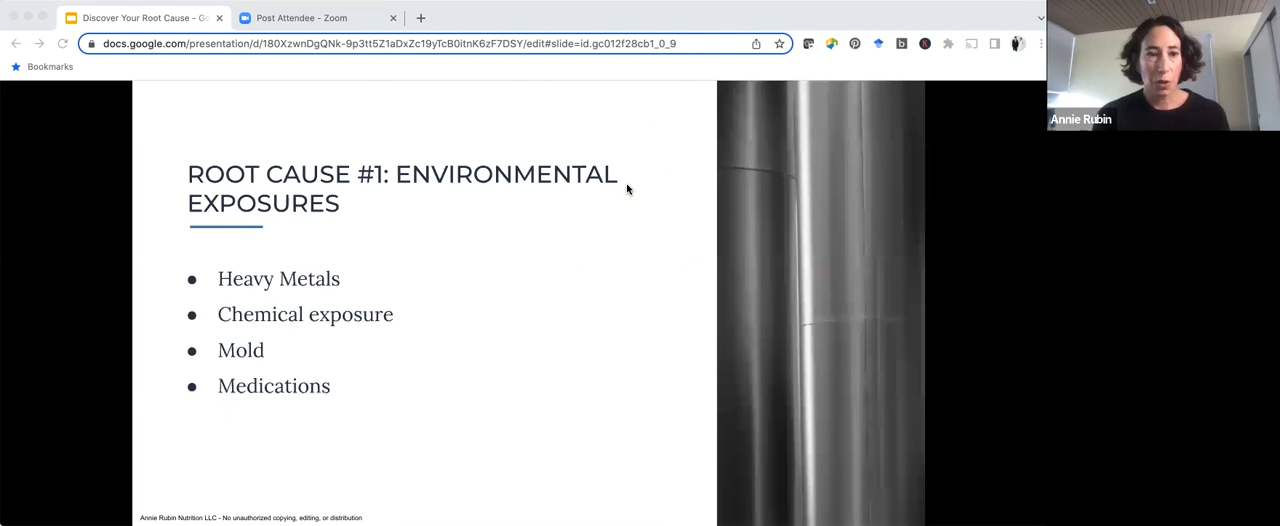 Discover Your Root Cause - Go
Post Attendee - Zoom
docs.google.com/presentation/d/180XzwnDgQNk-9p3tt5Z1aDxZc19yTcB0itnK6zF7DSY/edit#slide=id.gc012f28cb1_0_9
Bookmarks
Annie Rubin
ROOT CAUSE #1: ENVIRONMENTAL
EXPOSURES
● Heavy Metals
● Chemical exposure
● Mold
● Medications
Annie Rubin Nutrition LLC - No unauthorized copying, editing, or distribution